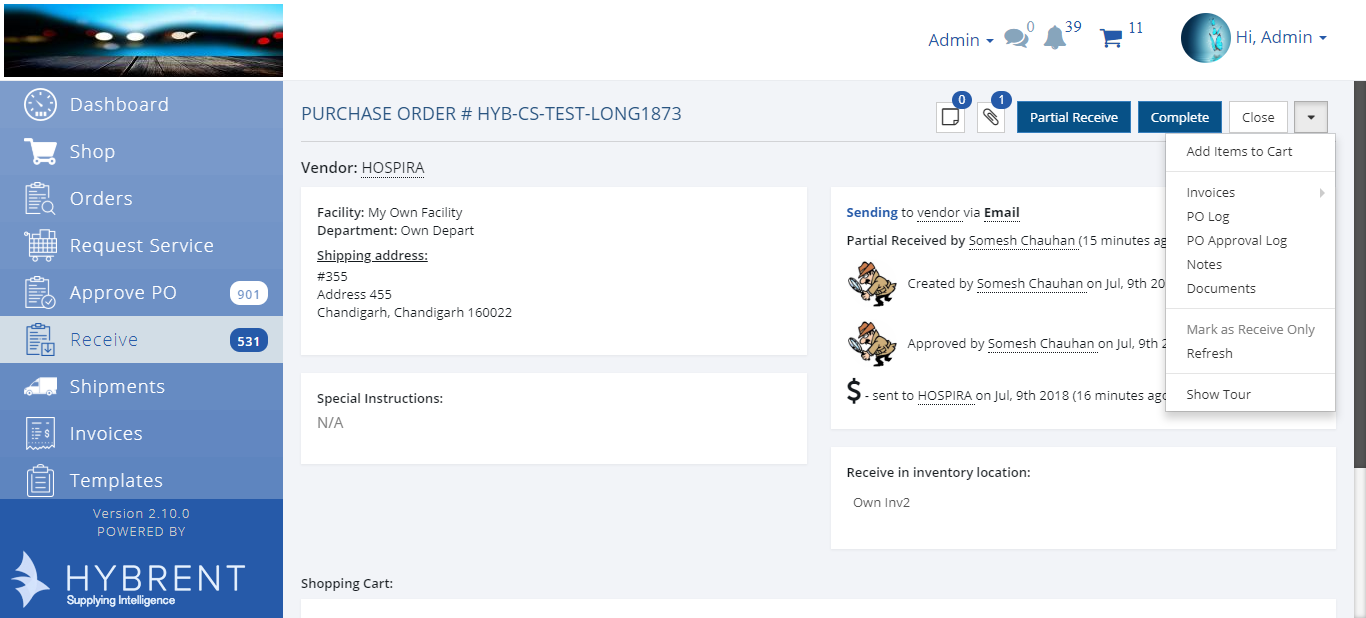 Admin
0
39
11
Hi, Admin
Dashboard
Shop
Orders
Request Service
Approve PO 901
Receive 531
Shipments
Invoices
Templates
Version 2.10.0
POWERED BY
HYBRENT
Supplying Intelligence
PURCHASE ORDER # HYB-CS-TEST-LONG1873
0
1
Partial Receive
Complete
Close
Vendor: HOSPIRA
Facility: My Own Facility
Department: Own Depart
Shipping address:
#355
Address 455
Chandigarh, Chandigarh 160022
Special Instructions:
N/A
Sending to vendor via Email
Partial Received by Somesh Chauhan (15 minutes ag
Created by Somesh Chauhan on Jul, 9th 20
Approved by Somesh Chauhan on Jul, 9th 2
$ - sent to HOSPIRA on Jul, 9th 2018 (16 minutes ago
Add Items to Cart
Invoices
PO Log
PO Approval Log
Notes
Documents
Mark as Receive Only
Refresh
Show Tour
Receive in inventory location:
Own Inv2
Shopping Cart: